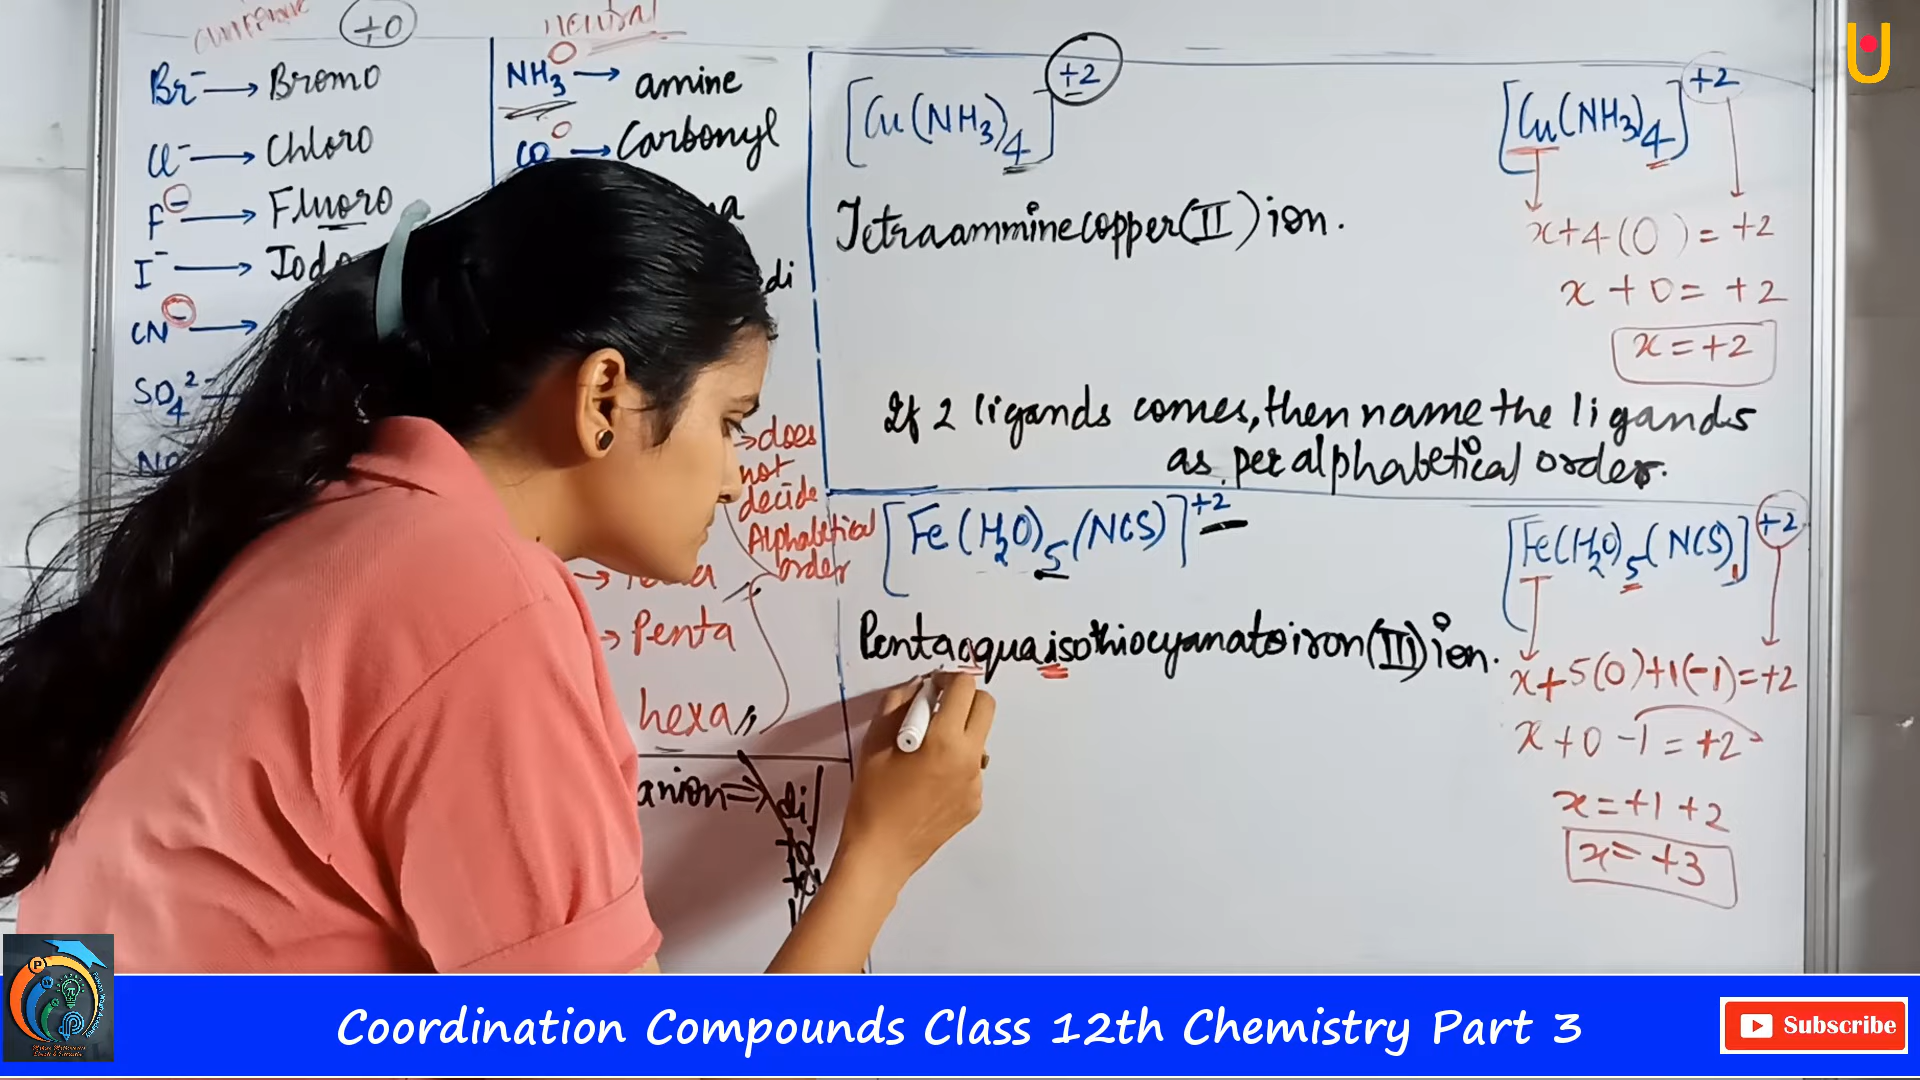 +0
neutral
Br⁻ → Bromo
Cl⁻ → Chloro
F⊖ → Fluoro
I⁻ →
CN⊖ →
SO₄²⁻
NH₃ → amine
CO → Carbonyl
di
→ does
not
decide
Alphabetical
order
→ Penta
hexa
anion ⇒ di
[Cu(NH₃)₄]⁺²
Tetraamminecopper(II) ion.
[Cu(NH₃)₄]⁺²
x+4(0) = +2
x + 0 = +2
x = +2
If 2 ligands comes, then name the ligands
as per alphabetical order.
[Fe(H₂O)₅(NCS)]⁺²
Pentaaquaisothiocyanatoiron(III) ion.
[Fe(H₂O)₅(NCS)₁]⁺²
x+5(0)+1(-1)=+2
x+0-1 = +2
x = +1 +2
x = +3
Coordination Compounds Class 12th Chemistry Part 3
Subscribe